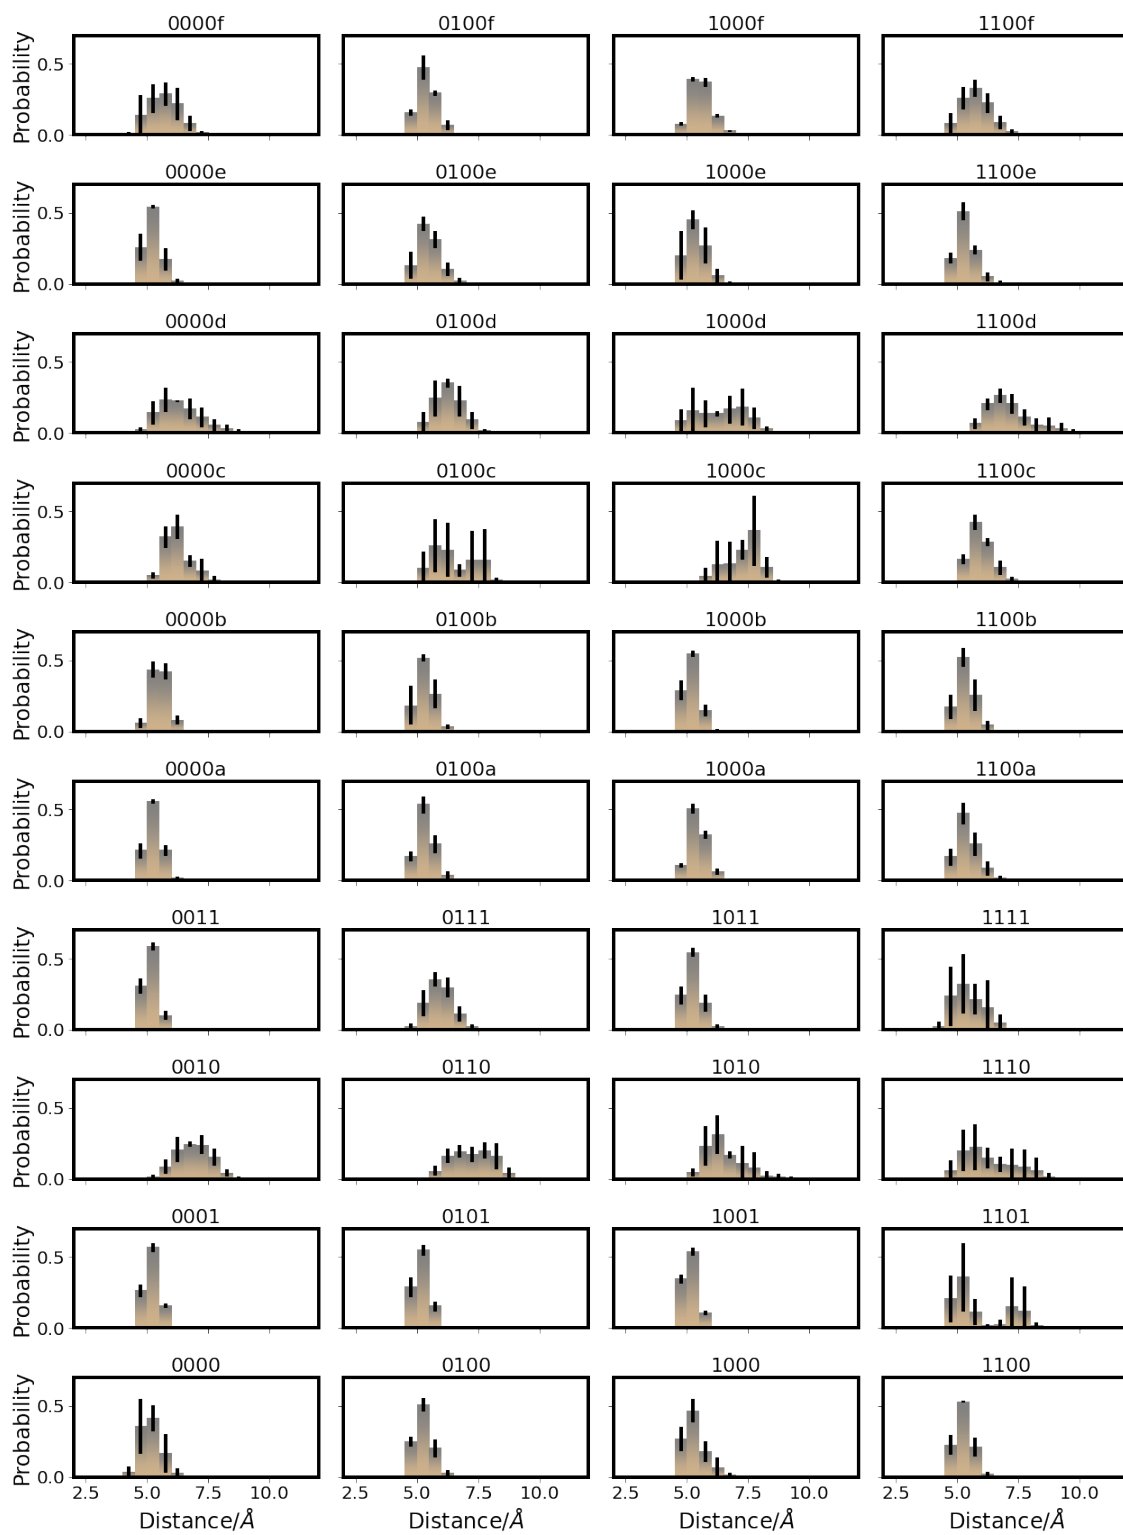 0000f 0100f 1000f 1100f
Probability
0.5
0.0
0000e 0100e 1000e 1100e
Probability
0.5
0.0
0000d 0100d 1000d 1100d
Probability
0.5
0.0
0000c 0100c 1000c 1100c
Probability
0.5
0.0
0000b 0100b 1000b 1100b
Probability
0.5
0.0
0000a 0100a 1000a 1100a
Probability
0.5
0.0
0011 0111 1011 1111
Probability
0.5
0.0
0010 0110 1010 1110
Probability
0.5
0.0
0001 0101 1001 1101
Probability
0.5
0.0
0000 0100 1000 1100
Probability
0.5
0.0
2.5 5.0 7.5 10.0 2.5 5.0 7.5 10.0 2.5 5.0 7.5 10.0 2.5 5.0 7.5 10.0
Distance/Å Distance/Å Distance/Å Distance/Å